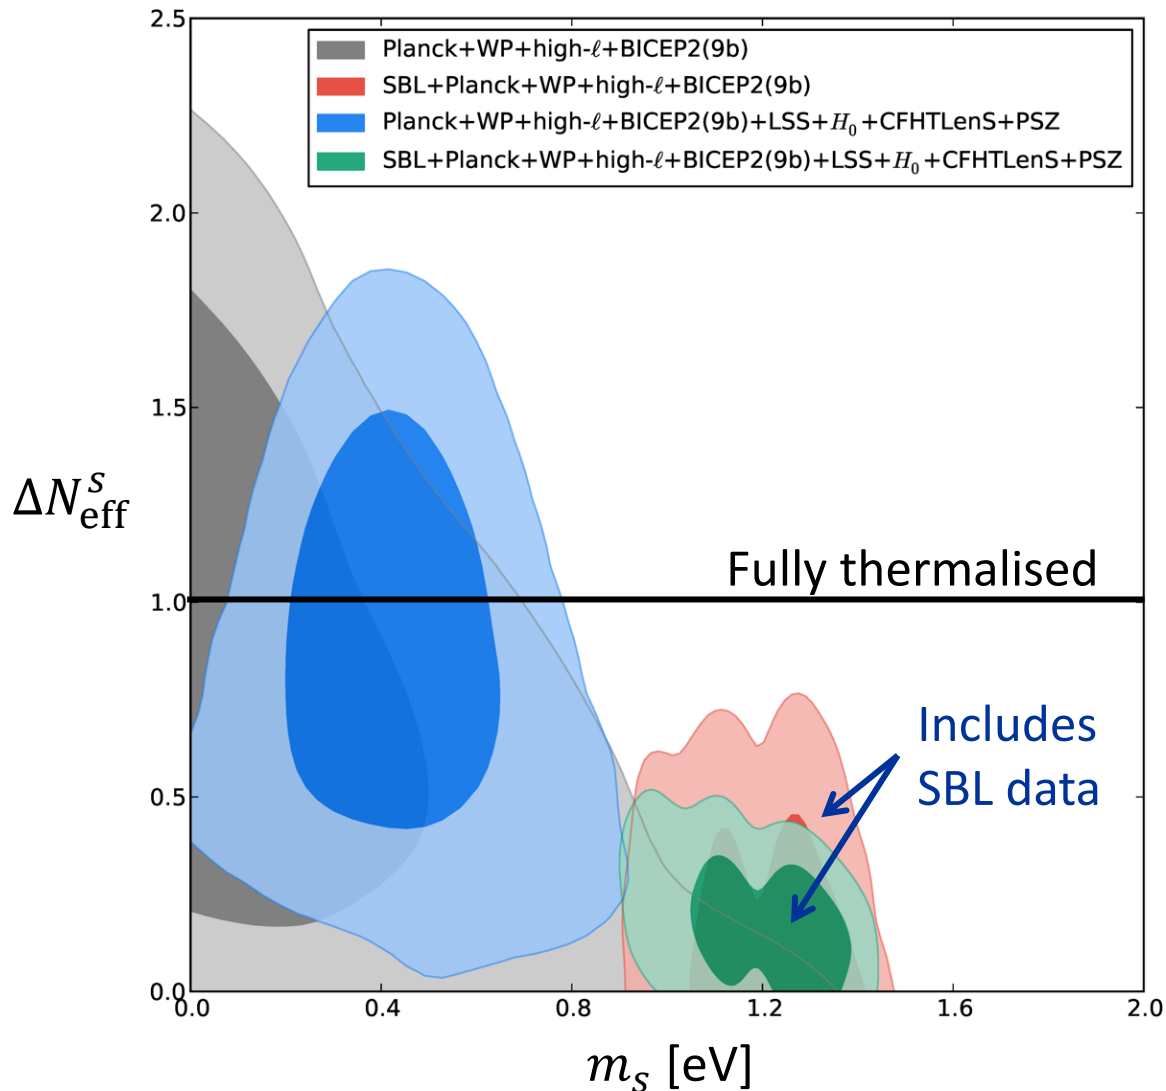 2.5
Planck+WP+high-ℓ+BICEP2(9b)
SBL+Planck+WP+high-ℓ+BICEP2(9b)
Planck+WP+high-ℓ+BICEP2(9b)+LSS+H₀+CFHTLenS+PSZ
SBL+Planck+WP+high-ℓ+BICEP2(9b)+LSS+H₀+CFHTLenS+PSZ
2.0
1.5
ΔN^s_eff
Fully thermalised
1.0
Includes
SBL data
0.5
0.0
0.0 0.4 0.8 1.2 1.6 2.0
m_s [eV]